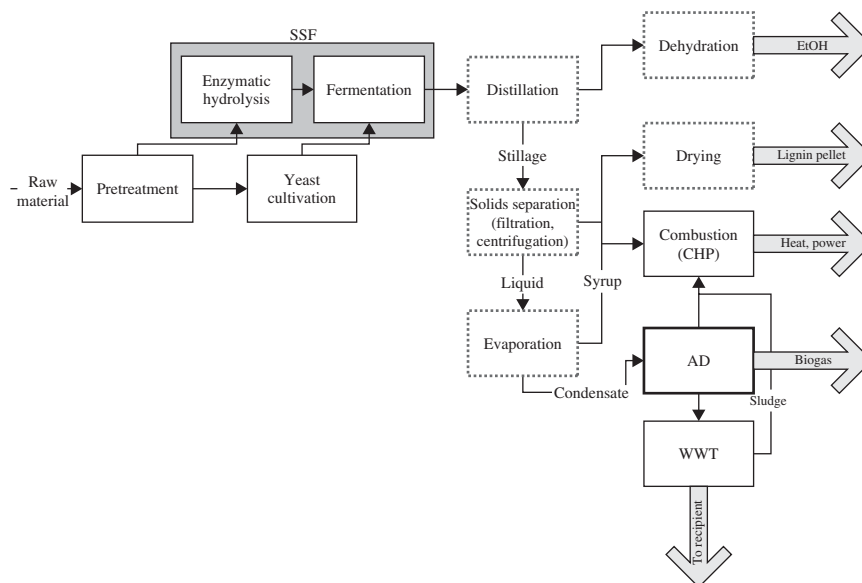 SSF
Enzymatic
hydrolysis
Fermentation
Distillation
Dehydration
EtOH
Stillage
Raw
material
Pretreatment
Yeast
cultivation
Drying
Lignin pellet
Solids separation
(filtration,
centrifugation)
Combustion
(CHP)
Heat, power
Liquid
Syrup
Evaporation
AD
Biogas
Condensate
Sludge
WWT
To recipient